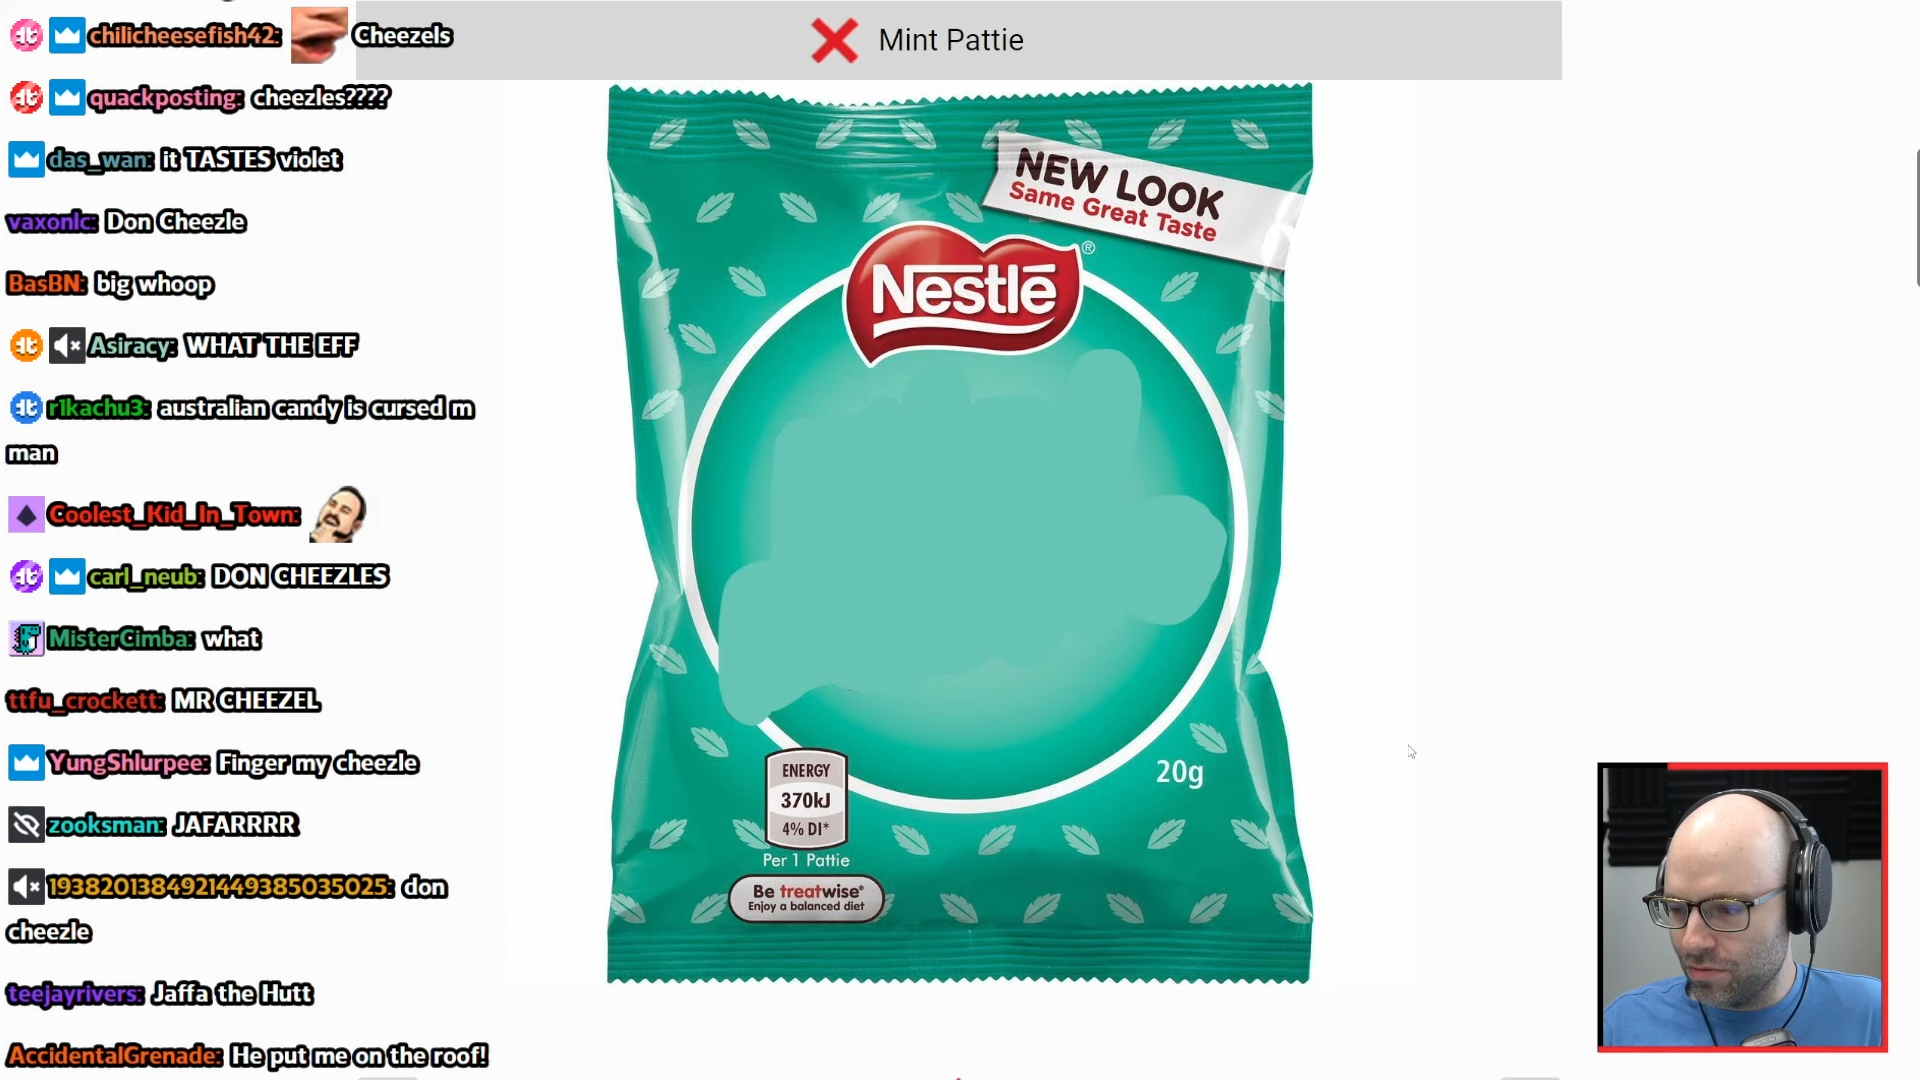 chilicheesefish42: Cheezels
quackposting: cheezles????
das_wan: it TASTES violet
vaxonlc: Don Cheezle
BasBN: big whoop
Asiracy: WHAT THE EFF
r1kachu3: australian candy is cursed m
man
Coolest_Kid_In_Town:
carl_neub: DON CHEEZLES
MisterCimba: what
ttfu_crockett: MR CHEEZEL
YungShlurpee: Finger my cheezle
zooksman: JAFARRRR
19382013849214449385035025: don
cheezle
teejayrivers: Jaffa the Hutt
AccidentalGrenade: He put me on the roof!
Mint Pattie
NEW LOOK
Same Great Taste
Nestlé
®
ENERGY
370kJ
4% DI*
Per 1 Pattie
Be treatwise®
Enjoy a balanced diet
20g